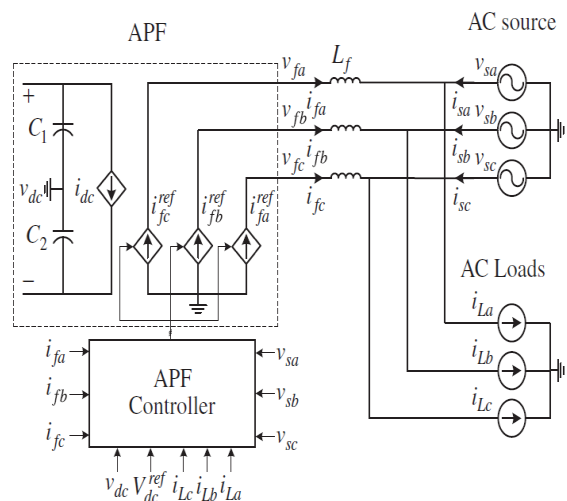 APF
AC source
v_fa
L_f
v_sa
+
i_fa
i_sa
v_sb
C_1
v_fb
i_fb
i_sb
v_sc
v_fc
v_dc
i_dc
i_fc^ref
i_fb^ref
i_fa^ref
i_fc
i_sc
C_2
−
AC Loads
i_La
i_fa
v_sa
i_Lb
APF
i_fb
v_sb
Controller
i_Lc
i_fc
v_sc
v_dc V_dc^ref i_Lc i_Lb i_La